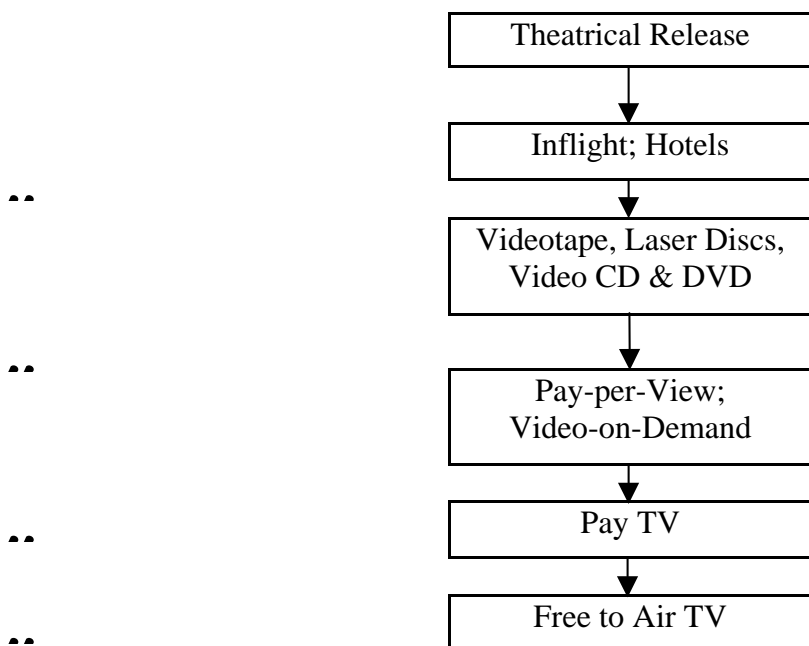 Theatrical Release
Inflight; Hotels
Videotape, Laser Discs,
Video CD & DVD
Pay-per-View;
Video-on-Demand
Pay TV
Free to Air TV